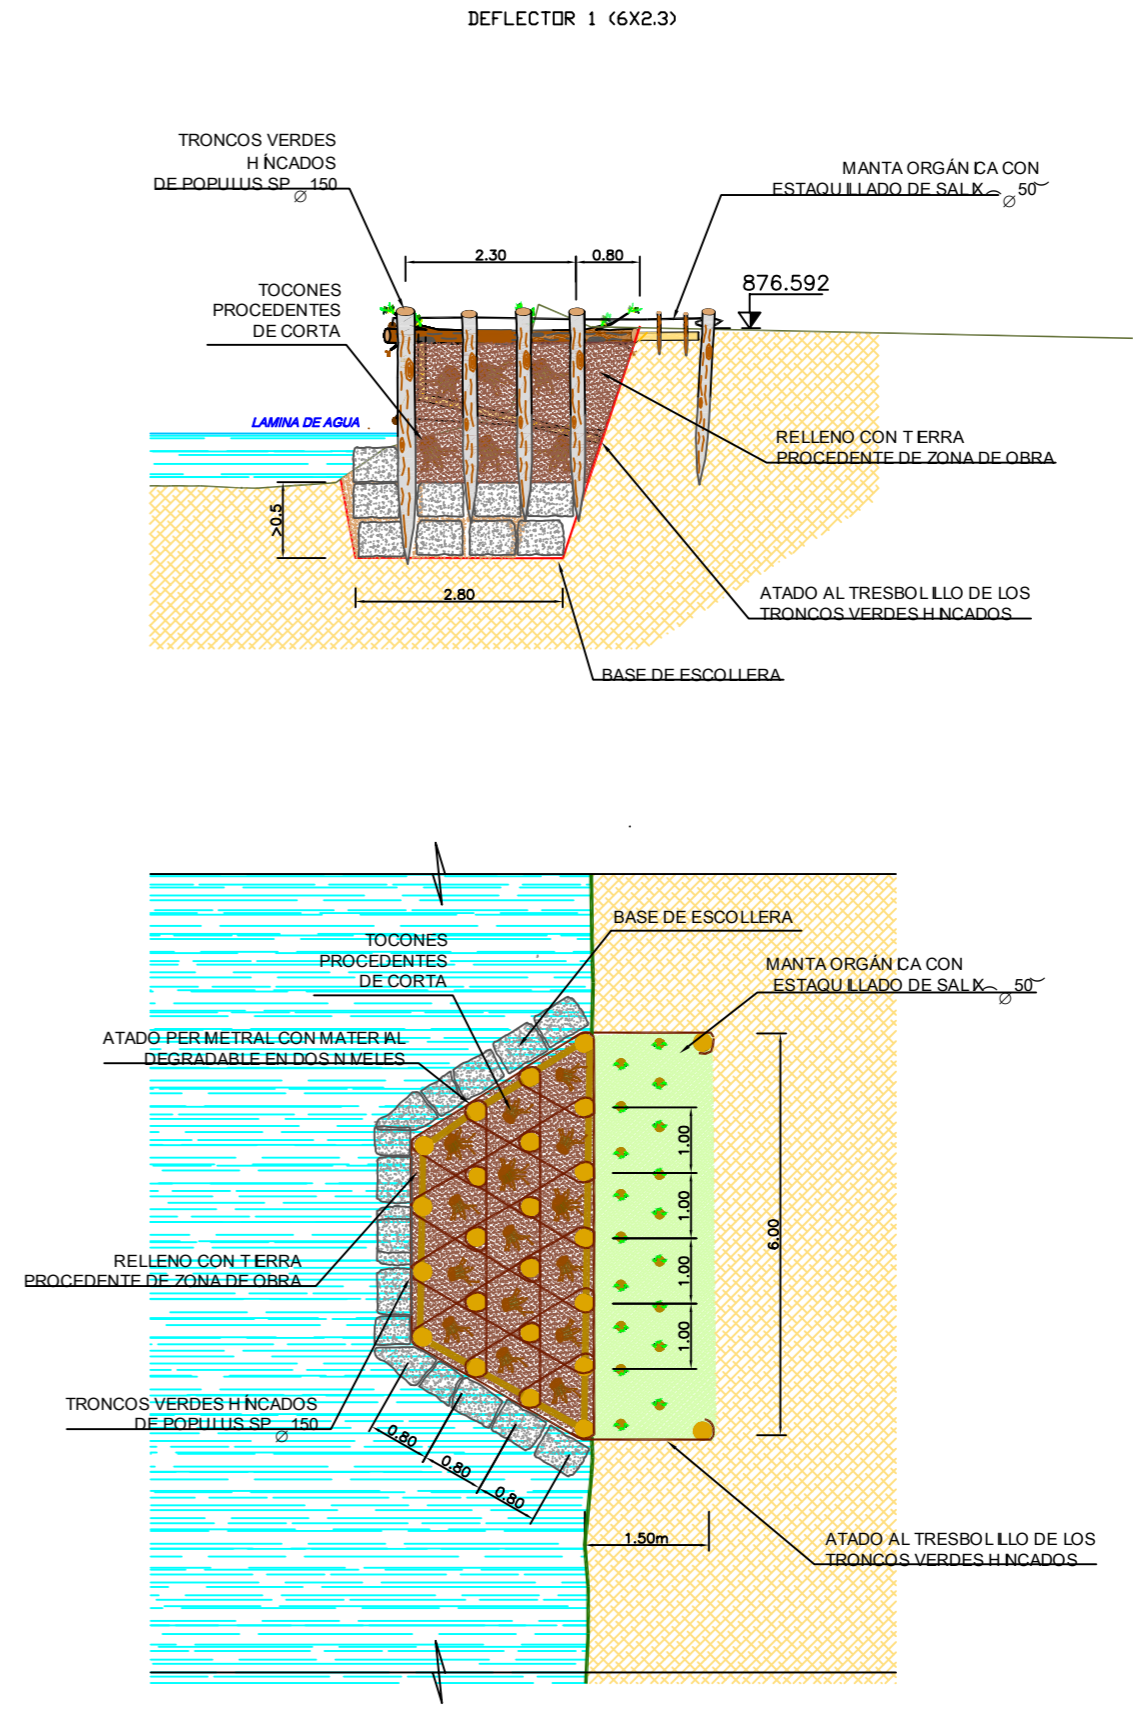 DEFLECTOR 1 (6X2.3)
TRONCOS VERDES
HÍNCADOS
DE POPULUS SP ∅ 150
MANTA ORGÁNICA CON
ESTAQUILLADO DE SALIX ∅ 50
2.30
0.80
876.592
TOCONES
PROCEDENTES
DE CORTA
LAMINA DE AGUA
RELLENO CON TIERRA
PROCEDENTE DE ZONA DE OBRA
>0.5
2.80
ATADO AL TRESBOLILLO DE LOS
TRONCOS VERDES HINCADOS
BASE DE ESCOLLERA
BASE DE ESCOLLERA
TOCONES
PROCEDENTES
DE CORTA
MANTA ORGÁNICA CON
ESTAQUILLADO DE SALIX ∅ 50
ATADO PERIMETRAL CON MATERIAL
DEGRADABLE EN DOS NIVELES
1.00
1.00
1.00
1.00
6.00
RELLENO CON TIERRA
PROCEDENTE DE ZONA DE OBRA
TRONCOS VERDES HÍNCADOS
DE POPULUS SP ∅ 150
0.80
0.80
0.80
1.50m
ATADO AL TRESBOLILLO DE LOS
TRONCOS VERDES HINCADOS